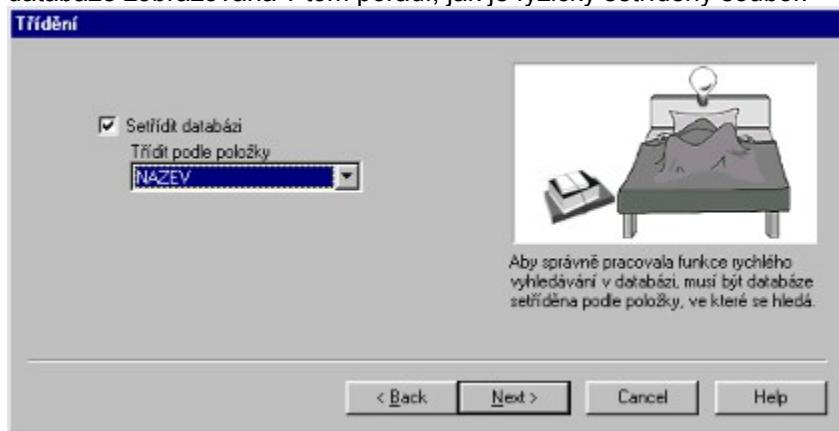 databáze zobrazována v tom pořadí, jak je fyzicky setříděný soubor.
Třídění
Setřídit databázi
Třídit podle položky
NAZEV
Aby správně pracovala funkce rychlého
vyhledávání v databázi, musí být databáze
setříděna podle položky, ve které se hledá.
< Back
Next >
Cancel
Help